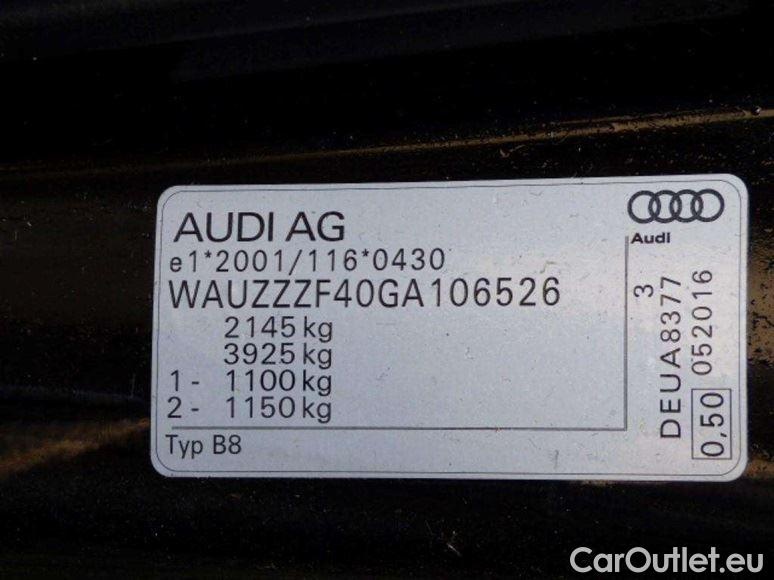 AUDI AG
e1*2001/116*0430
WAUZZZF40GA106526
2145 kg
3925 kg
1 - 1100 kg
2 - 1150 kg
Typ B8
Audi
DEUA8377 3
0,50 052016
CarOutlet.eu